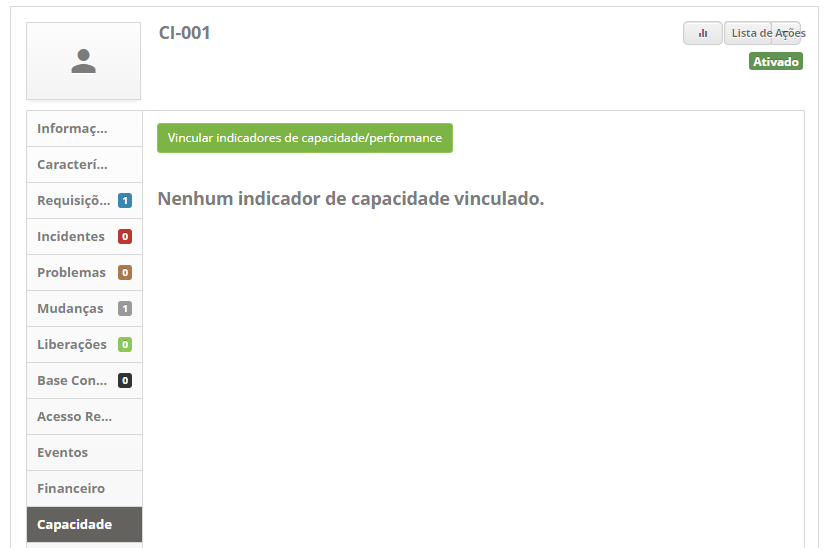 CI-001
Lista de Ações
Ativado
Informaç...
Caracterí...
Requisiçõ... 1
Incidentes 0
Problemas 0
Mudanças 1
Liberações 0
Base Con... 0
Acesso Re...
Eventos
Financeiro
Capacidade
Vincular indicadores de capacidade/performance
Nenhum indicador de capacidade vinculado.